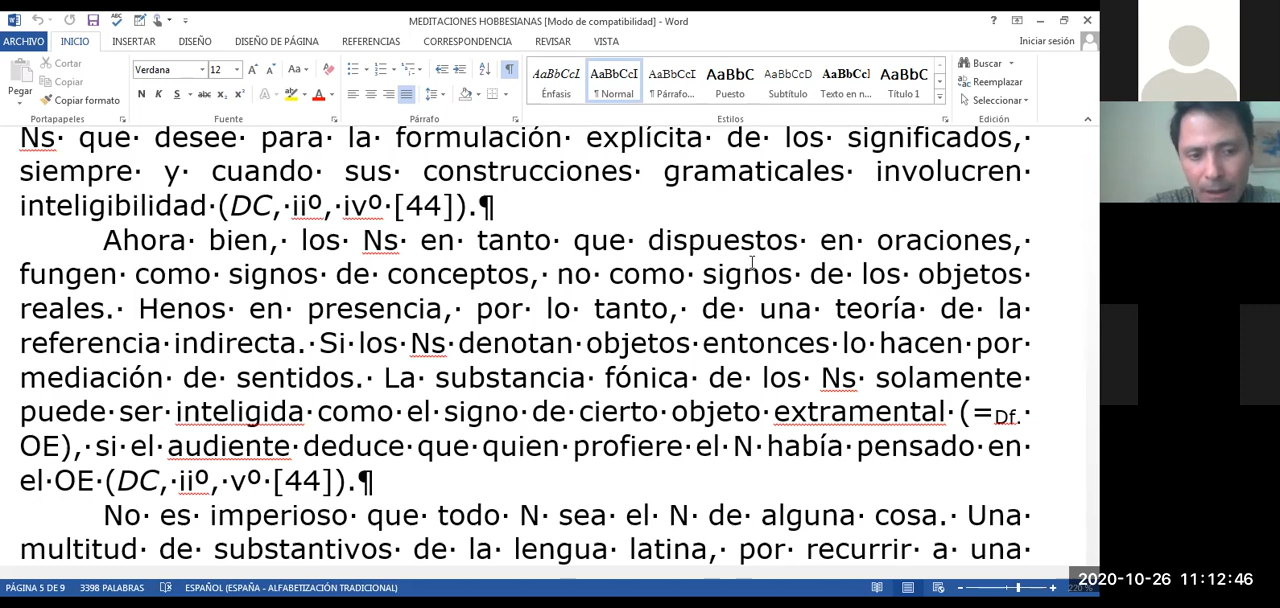 MEDITACIONES HOBBESIANAS [Modo de compatibilidad] - Word
ARCHIVO INICIO INSERTAR DISEÑO DISEÑO DE PÁGINA REFERENCIAS CORRESPONDENCIA REVISAR VISTA Iniciar sesión
Pegar
Cortar
Copiar
Copiar formato
Portapapeles
Verdana 12
Fuente
Párrafo
AaBbCcI AaBbCcI AaBbCcI AaBbC AaBbCcD AaBbCcI AaBbC
Énfasis ¶ Normal ¶ Párrafo... Puesto Subtítulo Texto en n... Título 1
Estilos
Buscar
Reemplazar
Seleccionar
Edición
Ns que desee para la formulación explícita de los significados,
siempre y cuando sus construcciones gramaticales involucren
inteligibilidad (DC, iiº, ivº [44]).¶
Ahora bien, los Ns en tanto que dispuestos en oraciones,
fungen como signos de conceptos, no como signos de los objetos
reales. Henos en presencia, por lo tanto, de una teoría de la
referencia indirecta. Si los Ns denotan objetos entonces lo hacen por
mediación de sentidos. La substancia fónica de los Ns solamente
puede ser inteligida como el signo de cierto objeto extramental (=Df.
OE), si el audiente deduce que quien profiere el N había pensado en
el OE (DC, iiº, vº [44]).¶
No es imperioso que todo N sea el N de alguna cosa. Una
multitud de substantivos de la lengua latina, por recurrir a una
PÁGINA 5 DE 9 3398 PALABRAS ESPAÑOL (ESPAÑA - ALFABETIZACIÓN TRADICIONAL) 220 %
2020-10-26 11:12:46